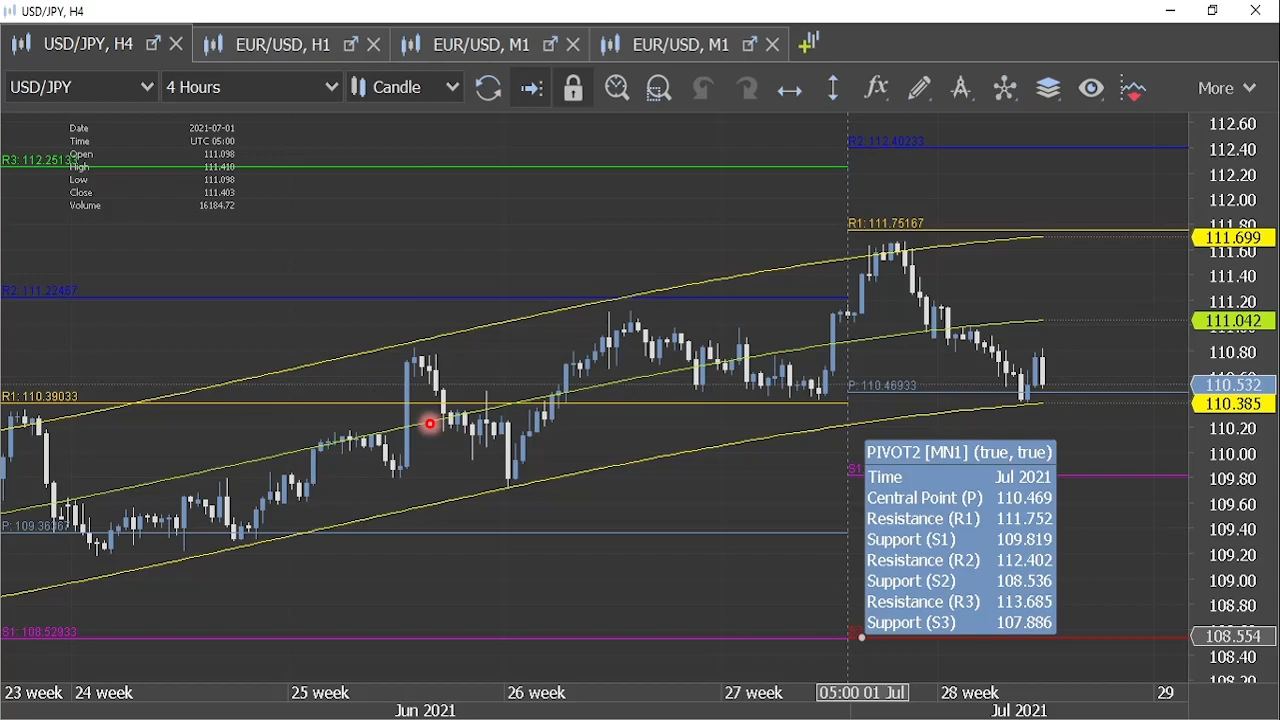 USD/JPY, H4
USD/JPY, H4
EUR/USD, H1
EUR/USD, M1
EUR/USD, M1
USD/JPY
4 Hours
Candle
fx
More
Date 2021-07-01
Time UTC 05:00
Open 111.098
High 111.410
Low 111.098
Close 111.403
Volume 16184.72
R3: 112.25133
R2: 112.40233
R1: 111.75167
R2: 111.22467
R1: 110.39033
P: 110.46933
P: 109.36367
S1
S1: 108.52933
PIVOT2 [MN1] (true, true)
Time Jul 2021
Central Point (P) 110.469
Resistance (R1) 111.752
Support (S1) 109.819
Resistance (R2) 112.402
Support (S2) 108.536
Resistance (R3) 113.685
Support (S3) 107.886
112.60
112.40
112.20
112.00
111.80
111.699
111.60
111.40
111.20
111.042
110.80
110.532
110.385
110.20
110.00
109.80
109.60
109.40
109.20
109.00
108.80
108.554
108.40
108.20
23 week
24 week
25 week
26 week
27 week
05:00 01 Jul
28 week
29
Jun 2021
Jul 2021